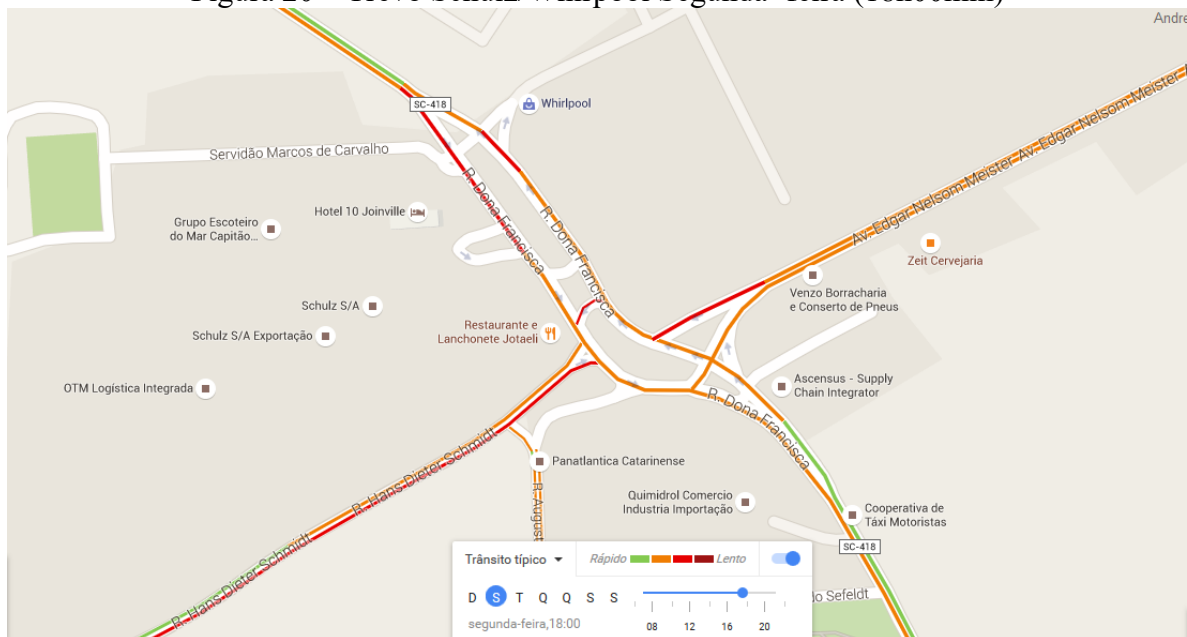 Andre
SC-418
Whirlpool
Servidão Marcos de Carvalho
Av. Edgar Nelsom Meister
Av. Edgar Nelsom Meister
Hotel 10 Joinville
R. Dona Francisca
R. Dona Francisca
Grupo Escoteiro
do Mar Capitão...
Zeit Cervejaria
Venzo Borracharia
e Conserto de Pneus
Schulz S/A
Restaurante e
Lanchonete Jotaeli
Schulz S/A Exportação
OTM Logística Integrada
Ascensus - Supply
Chain Integrator
R. Dona Francisca
R. Hans Dieter Schmidt
Panatlantica Catarinense
R. August
Quimidrol Comercio
Industria Importação
Cooperativa de
Táxi Motoristas
SC-418
R. Hans Dieter Schmidt
Trânsito típico
Rápido
Lento
do Sefeldt
D S T Q Q S S
segunda-feira,18:00
08 12 16 20